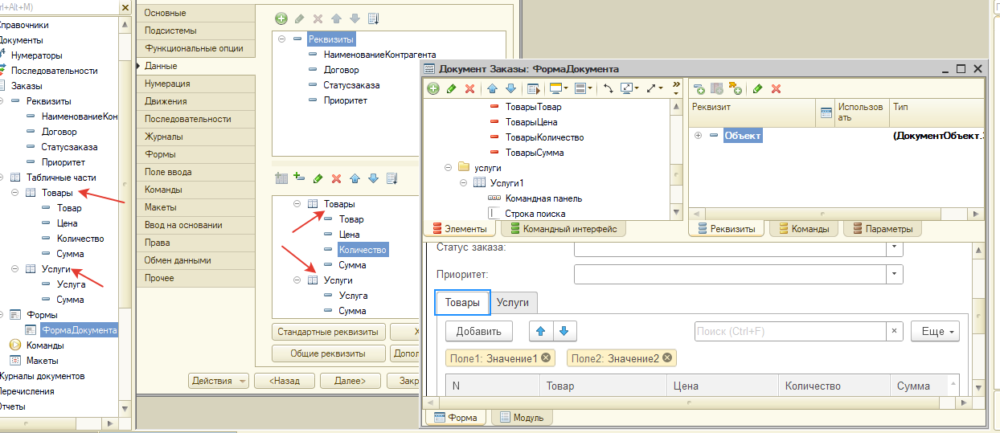 rl+Alt+M)
Справочники
Документы
Нумераторы
Последовательности
Заказы
Реквизиты
НаименованиеКон
Договор
Статусзаказа
Приоритет
Табличные части
Товары
Товар
Цена
Количество
Сумма
Услуги
Услуга
Сумма
Формы
ФормаДокумента
Команды
Макеты
Журналы документов
Перечисления
Отчеты
Основные
Подсистемы
Функциональные опции
Данные
Нумерация
Движения
Последовательности
Журналы
Формы
Поле ввода
Команды
Макеты
Ввод на основании
Права
Обмен данными
Прочее
Реквизиты
НаименованиеКонтрагента
Договор
Статусзаказа
Приоритет
Товары
Товар
Цена
Количество
Сумма
Услуги
Услуга
Сумма
Стандартные реквизиты
Х
Общие реквизиты
Допол
Действия
<Назад
Далее>
Закр
Документ Заказы: ФормаДокумента
ТоварыТовар
ТоварыЦена
ТоварыКоличество
ТоварыСумма
услуги
Услуги1
Командная панель
Строка поиска
Элементы
Командный интерфейс
Реквизит
Использовать
Тип
Объект
(ДокументОбъект.
Реквизиты
Команды
Параметры
Статус заказа:
Приоритет:
Товары
Услуги
Добавить
Поиск (Ctrl+F)
×
Еще
Поле1: Значение1
Поле2: Значение2
N
Товар
Цена
Количество
Сумма
Форма
Модуль